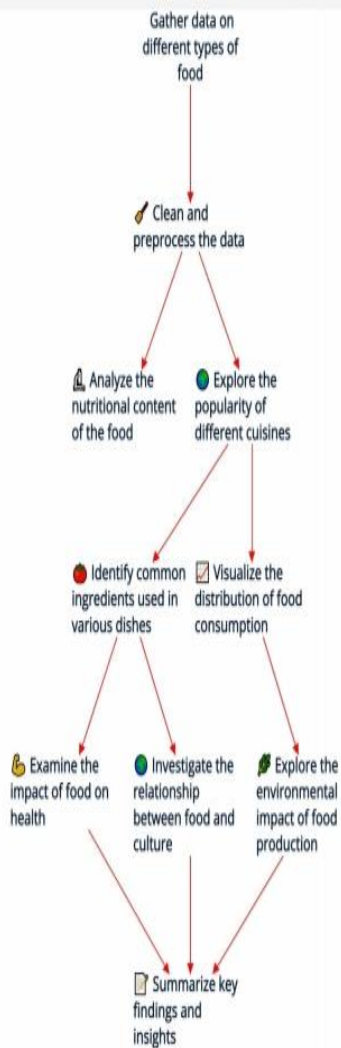 Gather data on
different types of
food
Clean and
preprocess the data
Analyze the
nutritional content
of the food
Explore the
popularity of
different cuisines
Identify common
ingredients used in
various dishes
Visualize the
distribution of food
consumption
Examine the
impact of food on
health
Investigate the
relationship
between food and
culture
Explore the
environmental
impact of food
production
Summarize key
findings and
insights